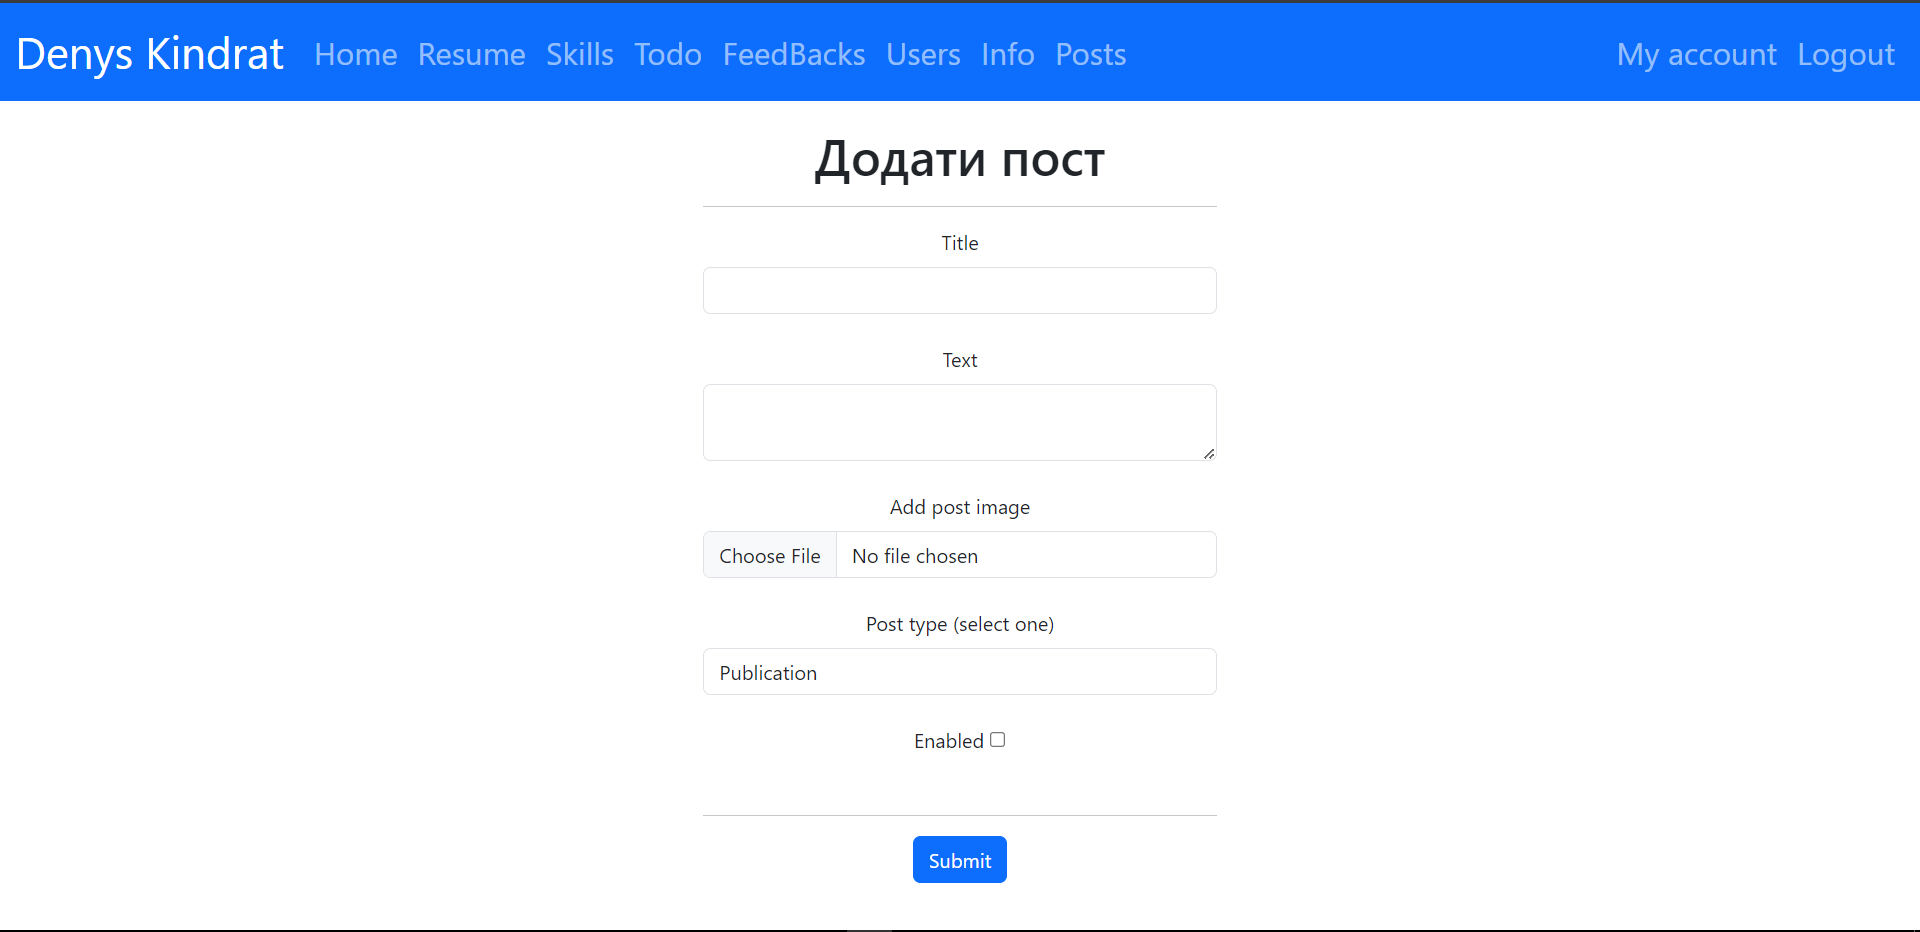 Denys Kindrat Home Resume Skills Todo FeedBacks Users Info Posts My account Logout
Додати пост
Title
Text
Add post image
Choose File No file chosen
Post type (select one)
Publication
Enabled
Submit